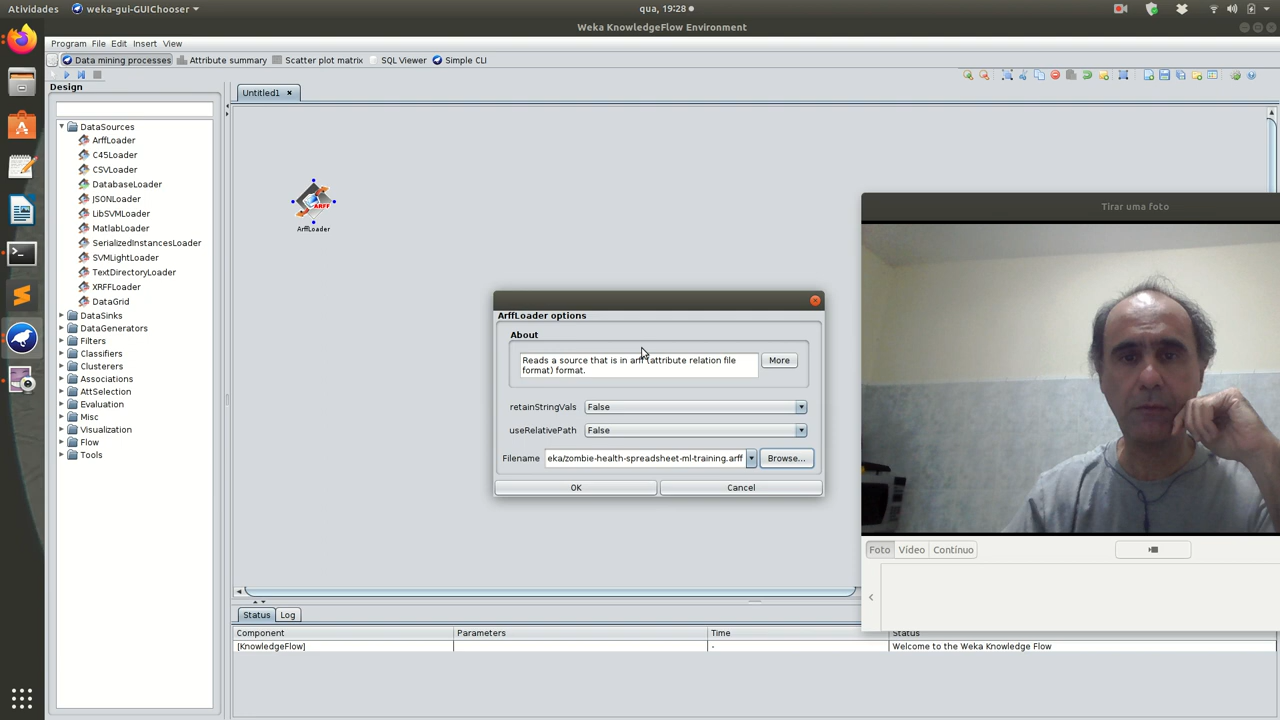 Atividades
weka-gui-GUIChooser
qua, 19:28
Weka KnowledgeFlow Environment
Program File Edit Insert View
Data mining processes
Attribute summary
Scatter plot matrix
SQL Viewer
Simple CLI
Design
Untitled1
DataSources
ArffLoader
C45Loader
CSVLoader
DatabaseLoader
JSONLoader
LibSVMLoader
MatlabLoader
SerializedInstancesLoader
SVMLightLoader
TextDirectoryLoader
XRFFLoader
DataGrid
DataSinks
DataGenerators
Filters
Classifiers
Clusterers
Associations
AttSelection
Evaluation
Misc
Visualization
Flow
Tools
ARFF
ArffLoader
ArffLoader options
About
Reads a source that is in arff (attribute relation file
format) format.
More
retainStringVals False
useRelativePath False
Filename eka/zombie-health-spreadsheet-ml-training.arff Browse...
OK Cancel
Tirar uma foto
Foto Vídeo Contínuo
Status Log
Component Parameters Time Status
[KnowledgeFlow] - Welcome to the Weka Knowledge Flow